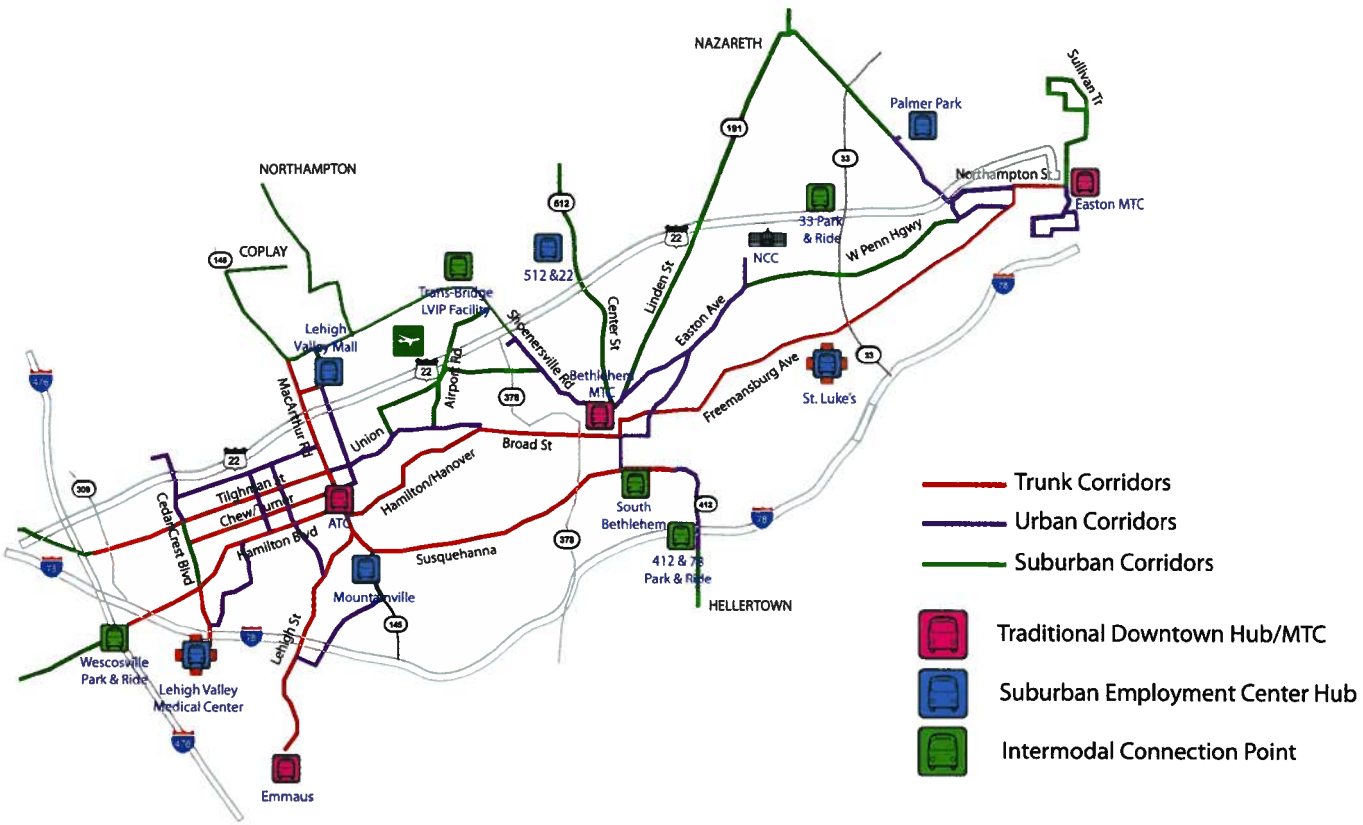 NAZARETH
Sullivan Tr
Palmer Park
191
33
NORTHAMPTON
Northampton St
Easton MTC
512
33 Park
& Ride
22
NCC
W Penn Hgwy
COPLAY
145
512 &22
Trans-Bridge
LVIP Facility
Linden St
78
Center St
Easton Ave
Lehigh
Valley Mall
Shoenersville Rd
22
Airport Rd
33
476
Bethlehem
MTC
378
St. Luke's
MacArthur Rd
Freemansburg Ave
Union
Broad St
22
Hamilton/Hanover
309
Tilghman St
Trunk Corridors
Cedar Crest Blvd
Chew/Turner
ATC
South
Bethlehem
412
78
Urban Corridors
Hamilton Blvd
Susquehanna
378
412 & 78
Park & Ride
Suburban Corridors
78
Mountainville
HELLERTOWN
145
78
Lehigh St
Traditional Downtown Hub/MTC
Wescosville
Park & Ride
Lehigh Valley
Medical Center
Suburban Employment Center Hub
476
Intermodal Connection Point
Emmaus